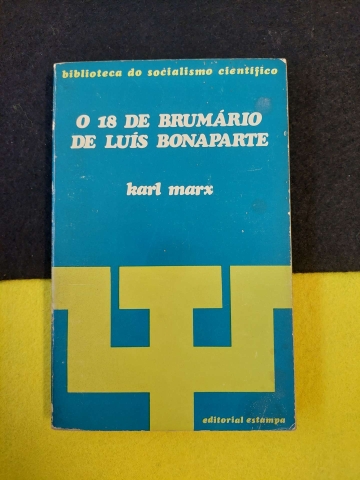 biblioteca do socialismo científico
O 18 DE BRUMÁRIO
DE LUÍS BONAPARTE
karl marx
editorial estampa